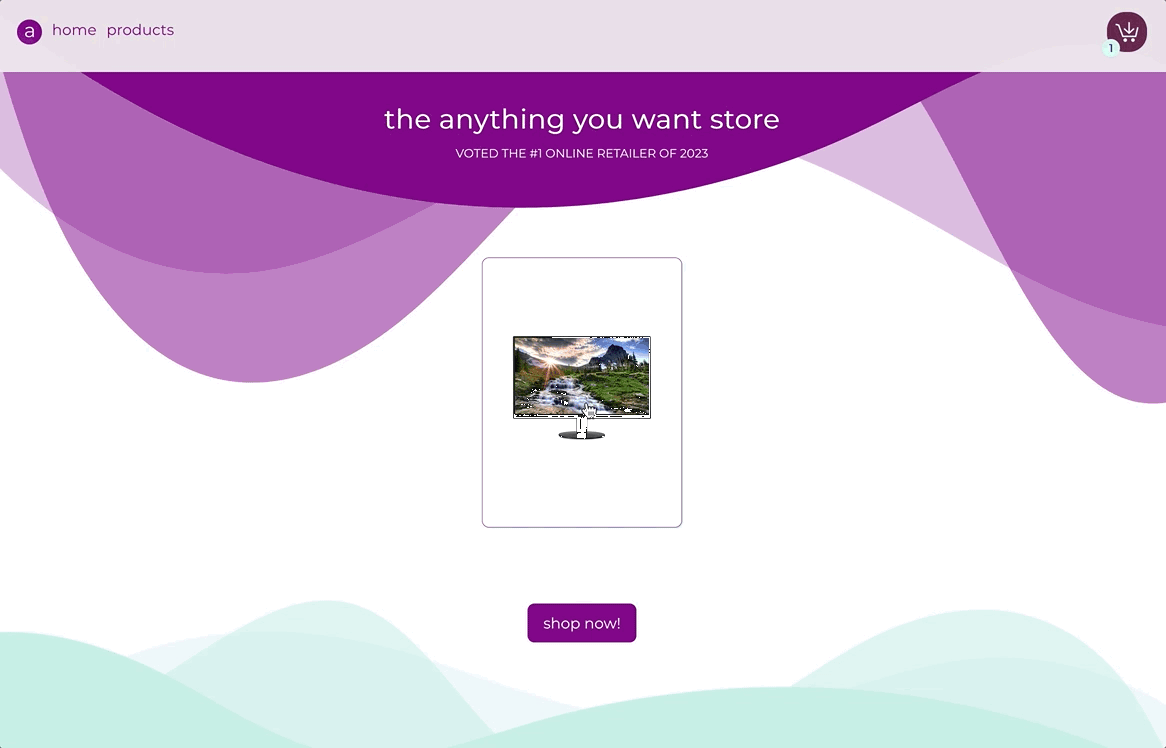 a home products
1
the anything you want store
VOTED THE #1 ONLINE RETAILER OF 2023
shop now!